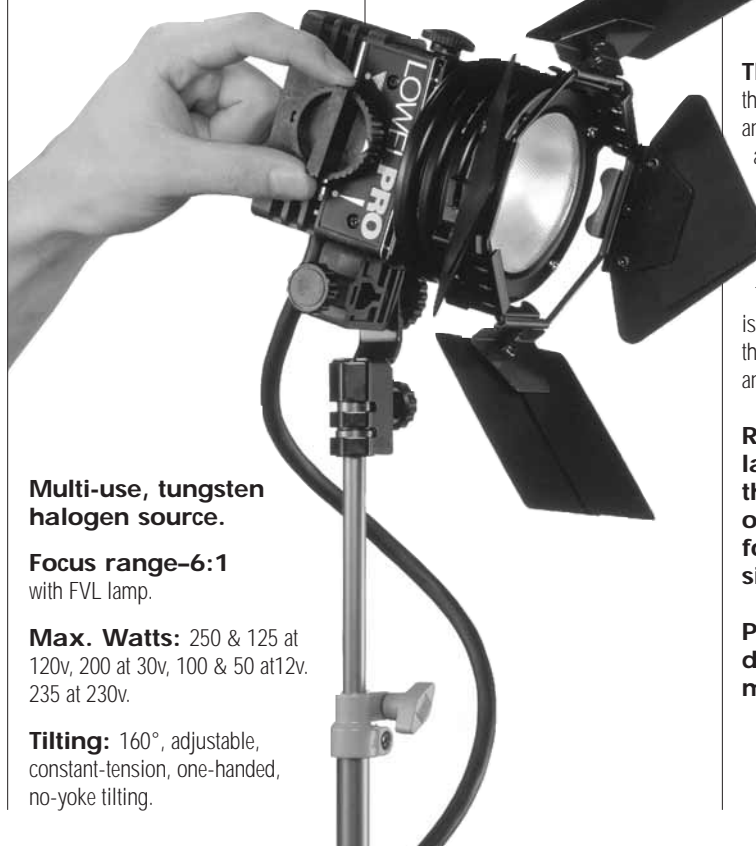 LOWEL PRO
Multi-use, tungsten
halogen source.
Focus range–6:1
with FVL lamp.
Max. Watts: 250 & 125 at
120v, 200 at 30v, 100 & 50 at12v.
235 at 230v.
Tilting: 160°, adjustable,
constant-tension, one-handed,
no-yoke tilting.